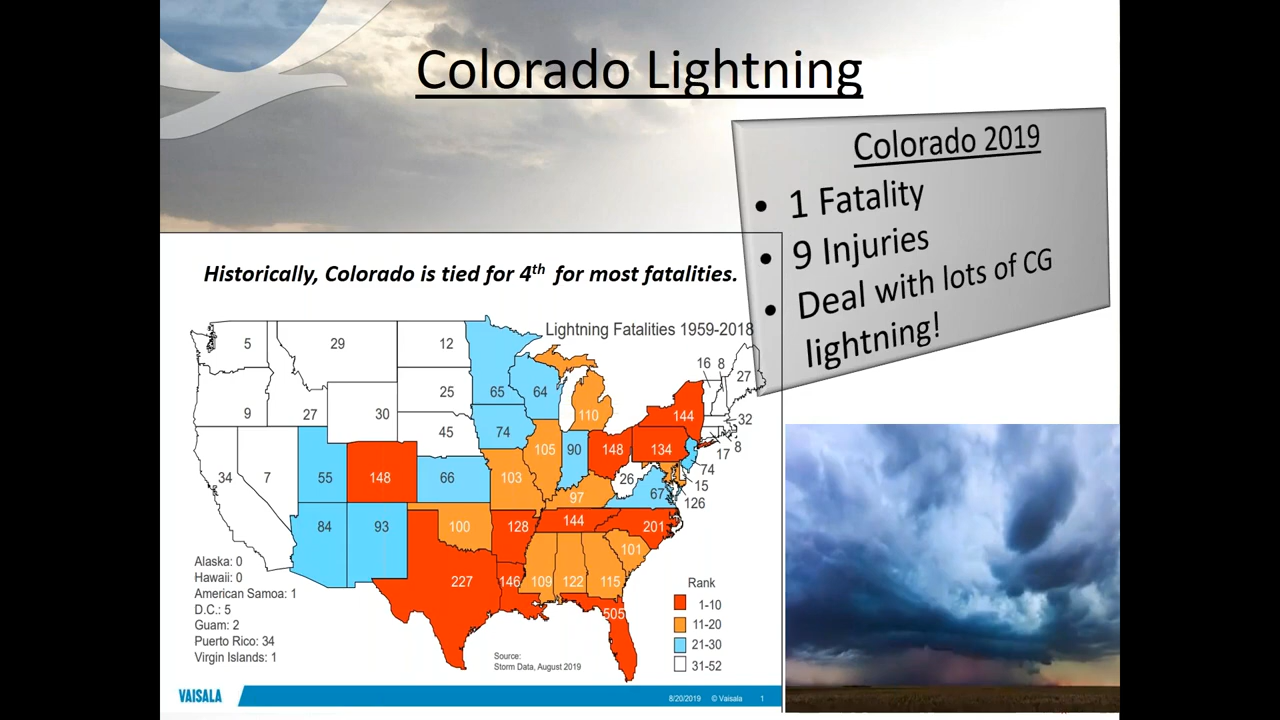 Colorado Lightning
Colorado 2019
• 1 Fatality
• 9 Injuries
• Deal with lots of CG
lightning!
Historically, Colorado is tied for 4th for most fatalities.
Lightning Fatalities 1959-2018
5 29 12 16 8 27
9 27 30 25 65 64 110 144 32
45 74 8
34 7 55 148 66 105 90 148 134 17
103 26 74
15
84 93 100 97 67 126
128 144 201
101
227 146 109 122 115
505
Alaska: 0
Hawaii: 0
American Samoa: 1
D.C.: 5
Guam: 2
Puerto Rico: 34
Virgin Islands: 1
Rank
1-10
11-20
21-30
31-52
Source:
Storm Data, August 2019
VAISALA
8/20/2019 © Vaisala 1